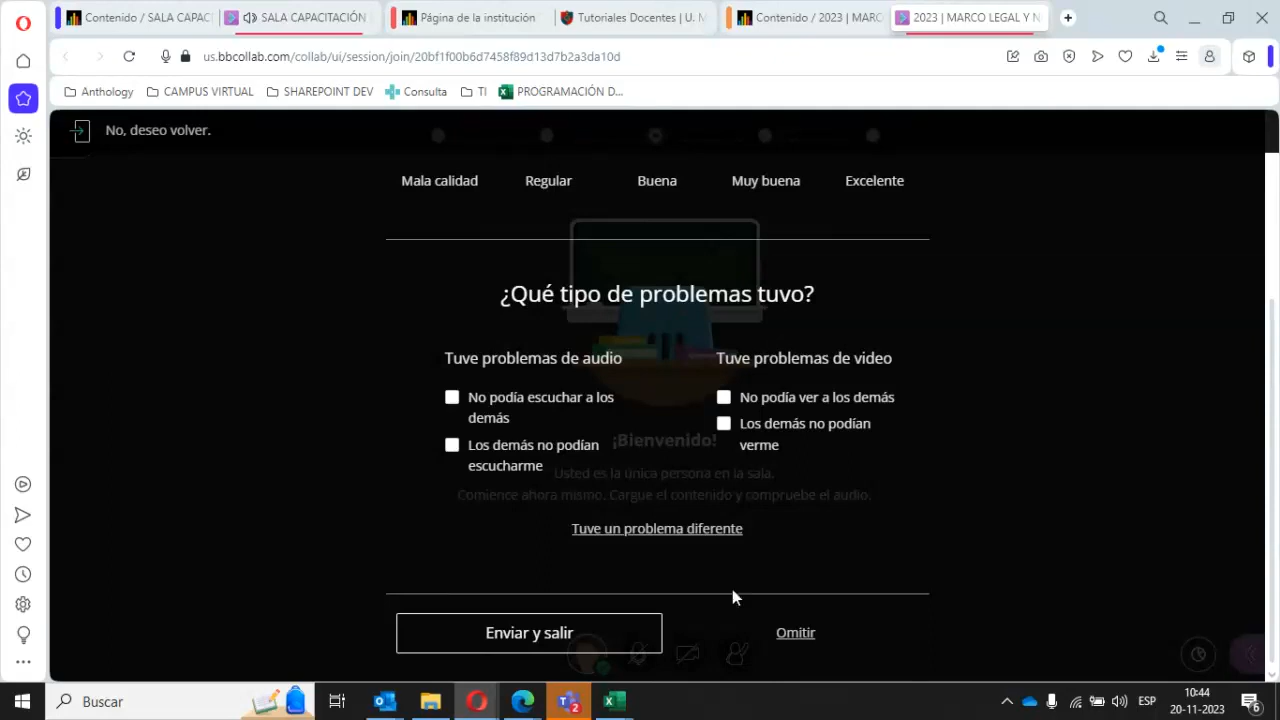 Contenido / SALA CAPAC
SALA CAPACITACIÓN
Página de la institución
Tutoriales Docentes | U. M
Contenido / 2023 | MARC
2023 | MARCO LEGAL Y N
us.bbcollab.com/collab/ui/session/join/20bf1f00b6d7458f89d13d7b2a3da10d
Anthology
CAMPUS VIRTUAL
SHAREPOINT DEV
Consulta
TI
PROGRAMACIÓN D...
No, deseo volver.
Mala calidad
Regular
Buena
Muy buena
Excelente
¿Qué tipo de problemas tuvo?
Tuve problemas de audio
Tuve problemas de video
No podía escuchar a los
demás
No podía ver a los demás
Los demás no podían
verme
Los demás no podían
escucharme
¡Bienvenido!
Usted es la única persona en la sala.
Comience ahora mismo. Cargue el contenido y compruebe el audio.
Tuve un problema diferente
Enviar y salir
Omitir
Buscar
2
ESP
10:44
20-11-2023
6